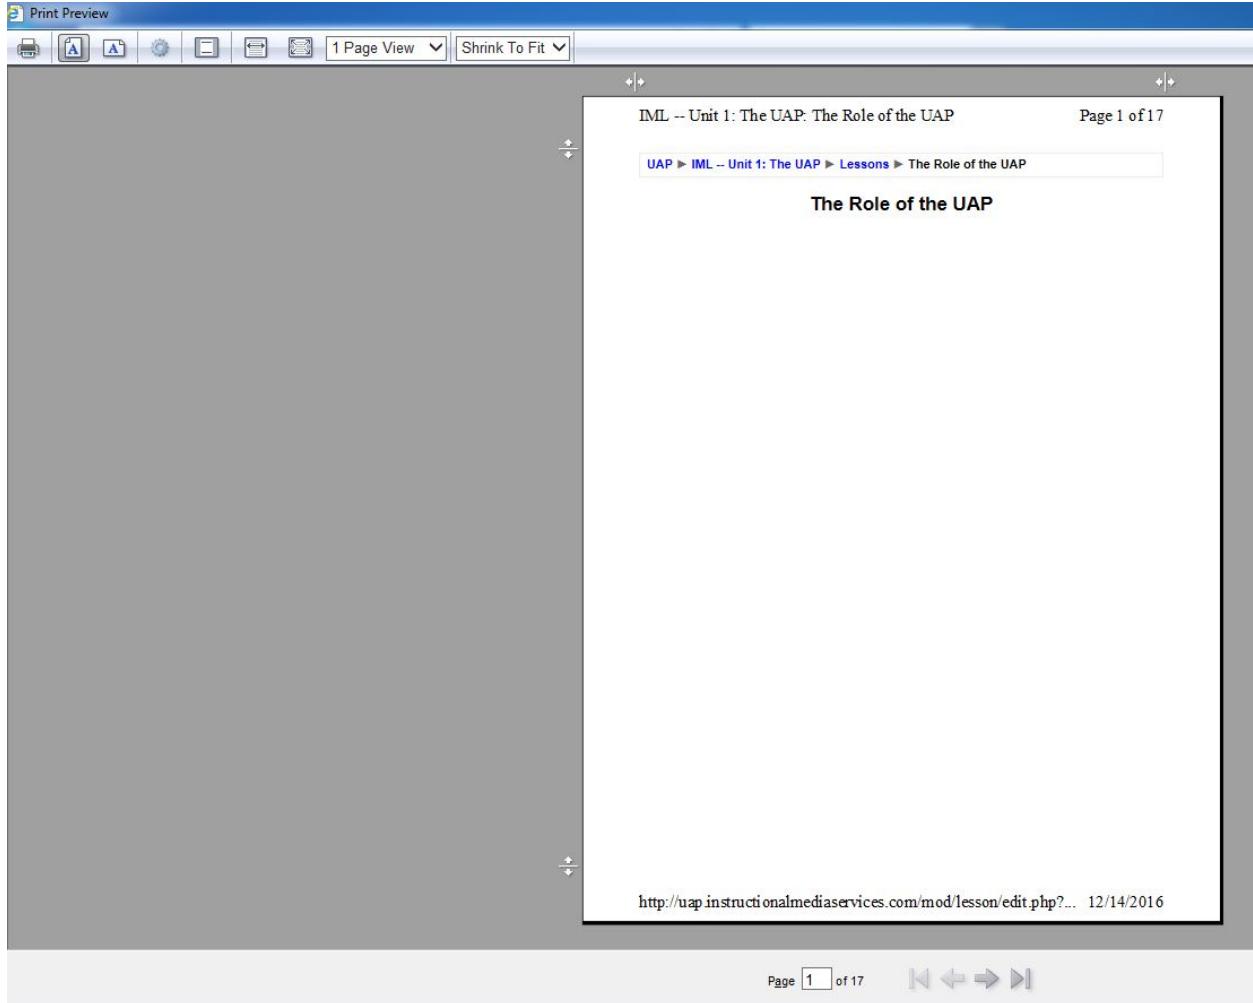 Print Preview
1 Page View Shrink To Fit
IML -- Unit 1: The UAP: The Role of the UAP Page 1 of 17
UAP ► IML -- Unit 1: The UAP ► Lessons ► The Role of the UAP
The Role of the UAP
http://uap.instructionalmediaservices.com/mod/lesson/edit.php?... 12/14/2016
Page 1 of 17